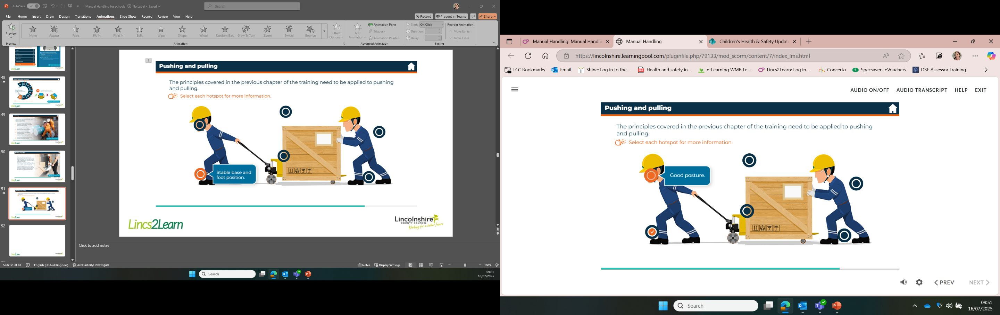 AutoSave
Manual Handling for schools
No Label • Saved
Search
File Home Insert Draw Design Transitions Animations Slide Show Record Review View Help
Record Present in Teams Share
Preview
None Appear Fade Fly In Float In Split Wipe Shape Wheel Random Bars Grow & Turn Zoom Swivel Bounce
Effect Options
Add Animation
Animation Pane
Trigger
Animation Painter
Start: On Click
Duration:
Delay:
Reorder Animation
Move Earlier
Move Later
Preview Animation Advanced Animation Timing
48
49
50
51
52
1
Pushing and pulling
The principles covered in the previous chapter of the training need to be applied to pushing
and pulling.
Select each hotspot for more information.
Stable base and
foot position.
Lincs2Learn
Lincolnshire
COUNTY COUNCIL
Working for a better future
Click to add notes
Slide 51 of 83 English (United Kingdom) Accessibility: Investigate
Notes Display Settings 100%
Search
09:51
16/07/2025
Manual Handling: Manual Handlin
Manual Handling
Children's Health & Safety Updat
https://lincolnshire.learningpool.com/pluginfile.php/79133/mod_scorm/content/7/index_lms.html
LCC Bookmarks Email Shine: Log in to the... Health and safety in... e-Learning WMB Le... Lincs2Learn: Log in... Concerto Specsavers eVouchers DSE Assessor Training
AUDIO ON/OFF AUDIO TRANSCRIPT HELP EXIT
Pushing and pulling
The principles covered in the previous chapter of the training need to be applied to pushing
and pulling.
Select each hotspot for more information.
Good posture.
PREV NEXT
Search
09:51
16/07/2025